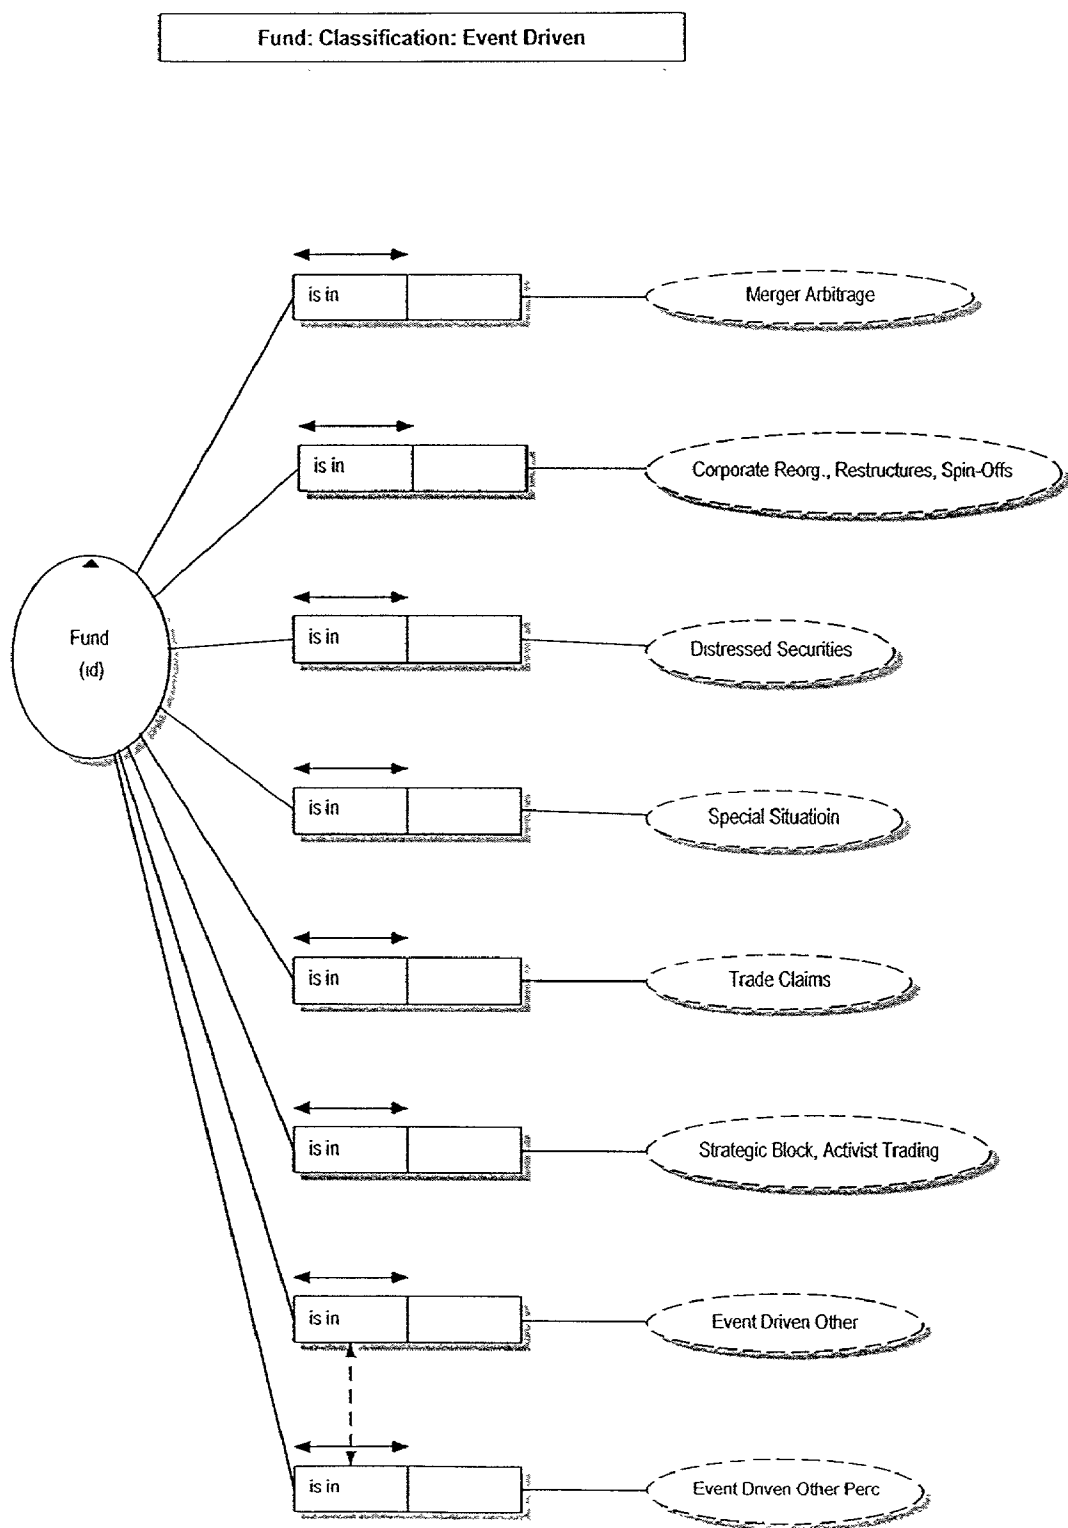 Fund: Classification: Event Driven
is in
Merger Arbitrage
is in
Corporate Reorg., Restructures, Spin-Offs
Fund
(id)
is in
Distressed Securities
is in
Special Situatioin
is in
Trade Claims
is in
Strategic Block, Activist Trading
is in
Event Driven Other
is in
Event Driven Other Perc